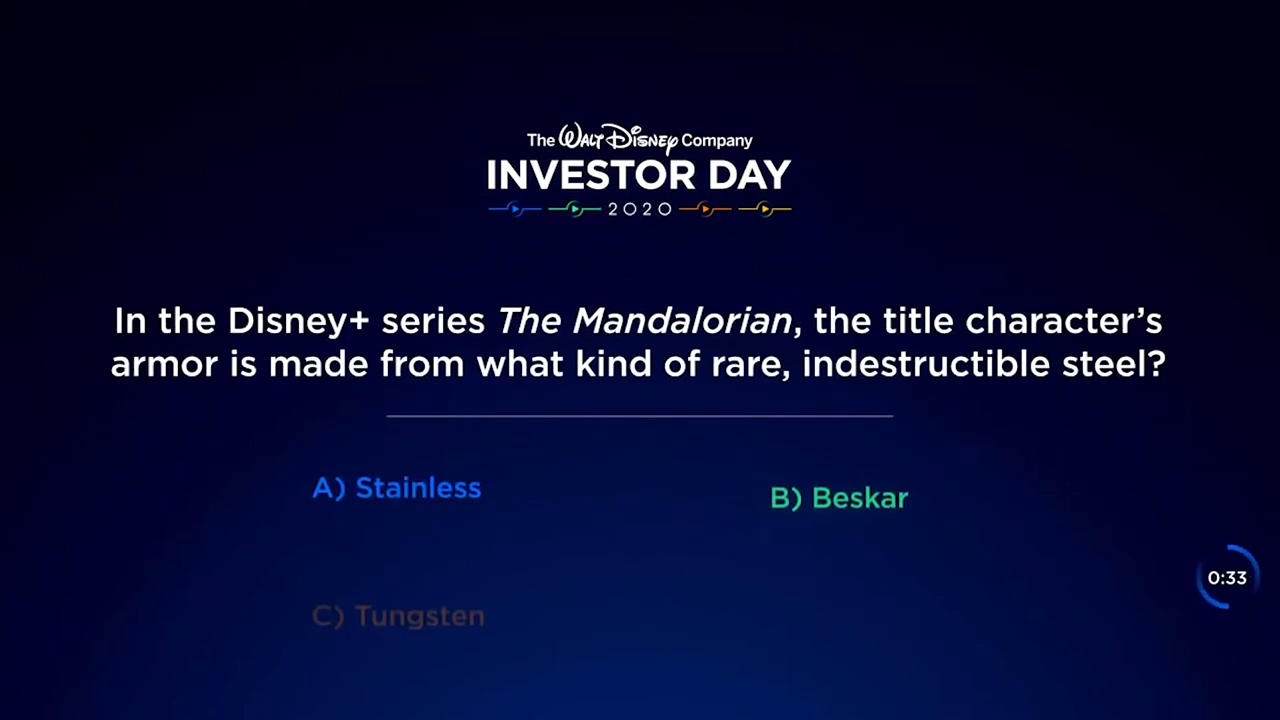 The Walt Disney Company
INVESTOR DAY
2020
In the Disney+ series The Mandalorian, the title character’s
armor is made from what kind of rare, indestructible steel?
A) Stainless
B) Beskar
0:33
C) Tungsten